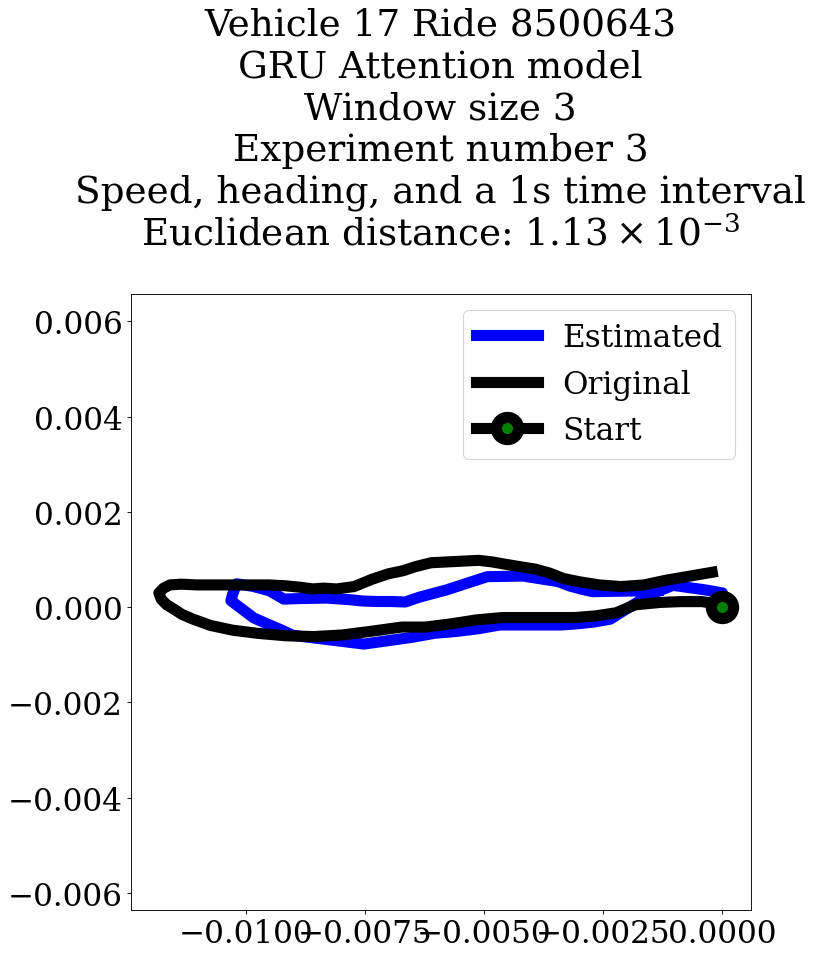 Vehicle 17 Ride 8500643
GRU Attention model
Window size 3
Experiment number 3
Speed, heading, and a 1s time interval
Euclidean distance: 1.13 × 10⁻³
Estimated
Original
Start
0.006
0.004
0.002
0.000
−0.002
−0.004
−0.006
−0.0100 −0.0075 −0.0050 −0.0025 0.0000